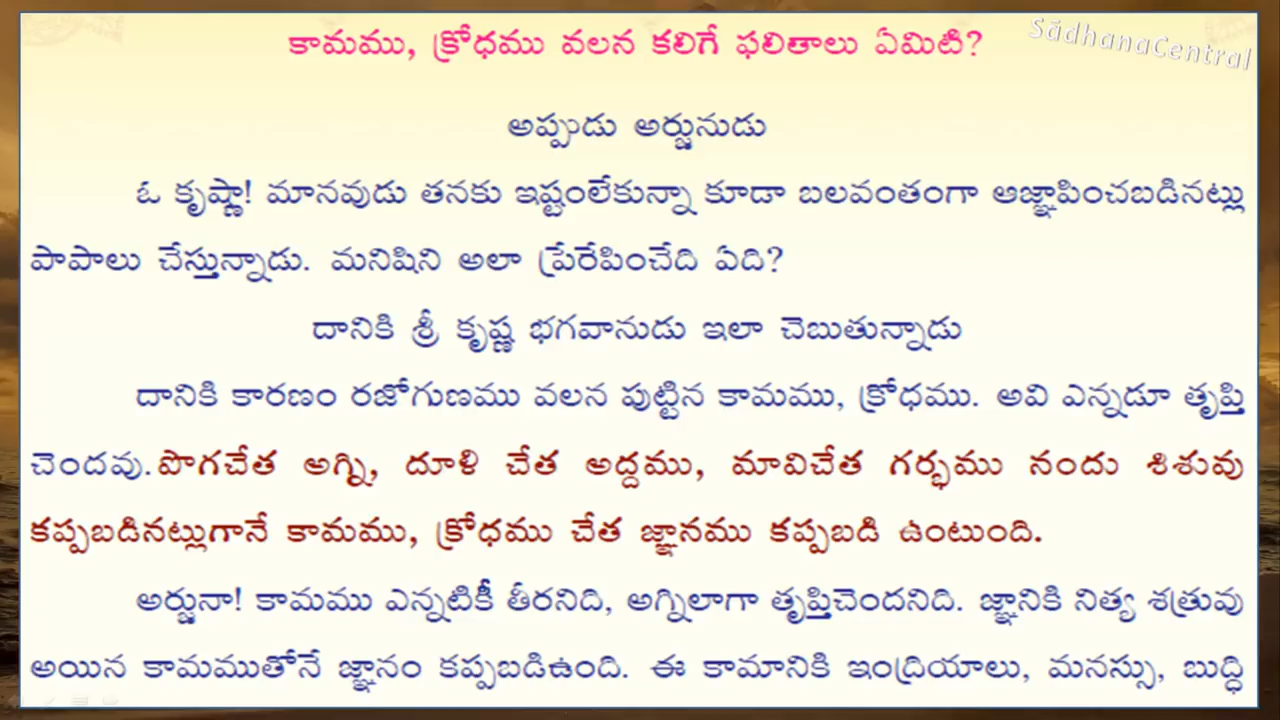 SādhanaCentral
కామము, క్రోధము వలన కలిగే ఫలితాలు ఏమిటి?
అప్పుడు అర్జునుడు
ఓ కృష్ణా! మానవుడు తనకు ఇష్టంలేకున్నా కూడా బలవంతంగా ఆజ్ఞాపించబడినట్లు
పాపాలు చేస్తున్నాడు. మనిషిని అలా ప్రేరేపించేది ఏది?
దానికి శ్రీ కృష్ణ భగవానుడు ఇలా చెబుతున్నాడు
దానికి కారణం రజోగుణము వలన పుట్టిన కామము, క్రోధము. అవి ఎన్నడూ తృప్తి
చెందవు. పొగచేత అగ్ని, దూళి చేత అద్దము, మావిచేత గర్భము నందు శిశువు
కప్పబడినట్లుగానే కామము, క్రోధము చేత జ్ఞానము కప్పబడి ఉంటుంది.
అర్జునా! కామము ఎన్నటికీ తీరనిది, అగ్నిలాగా తృప్తిచెందనిది. జ్ఞానికి నిత్య శత్రువు
అయిన కామముతోనే జ్ఞానం కప్పబడిఉంది. ఈ కామానికి ఇంద్రియాలు, మనస్సు, బుద్ధి